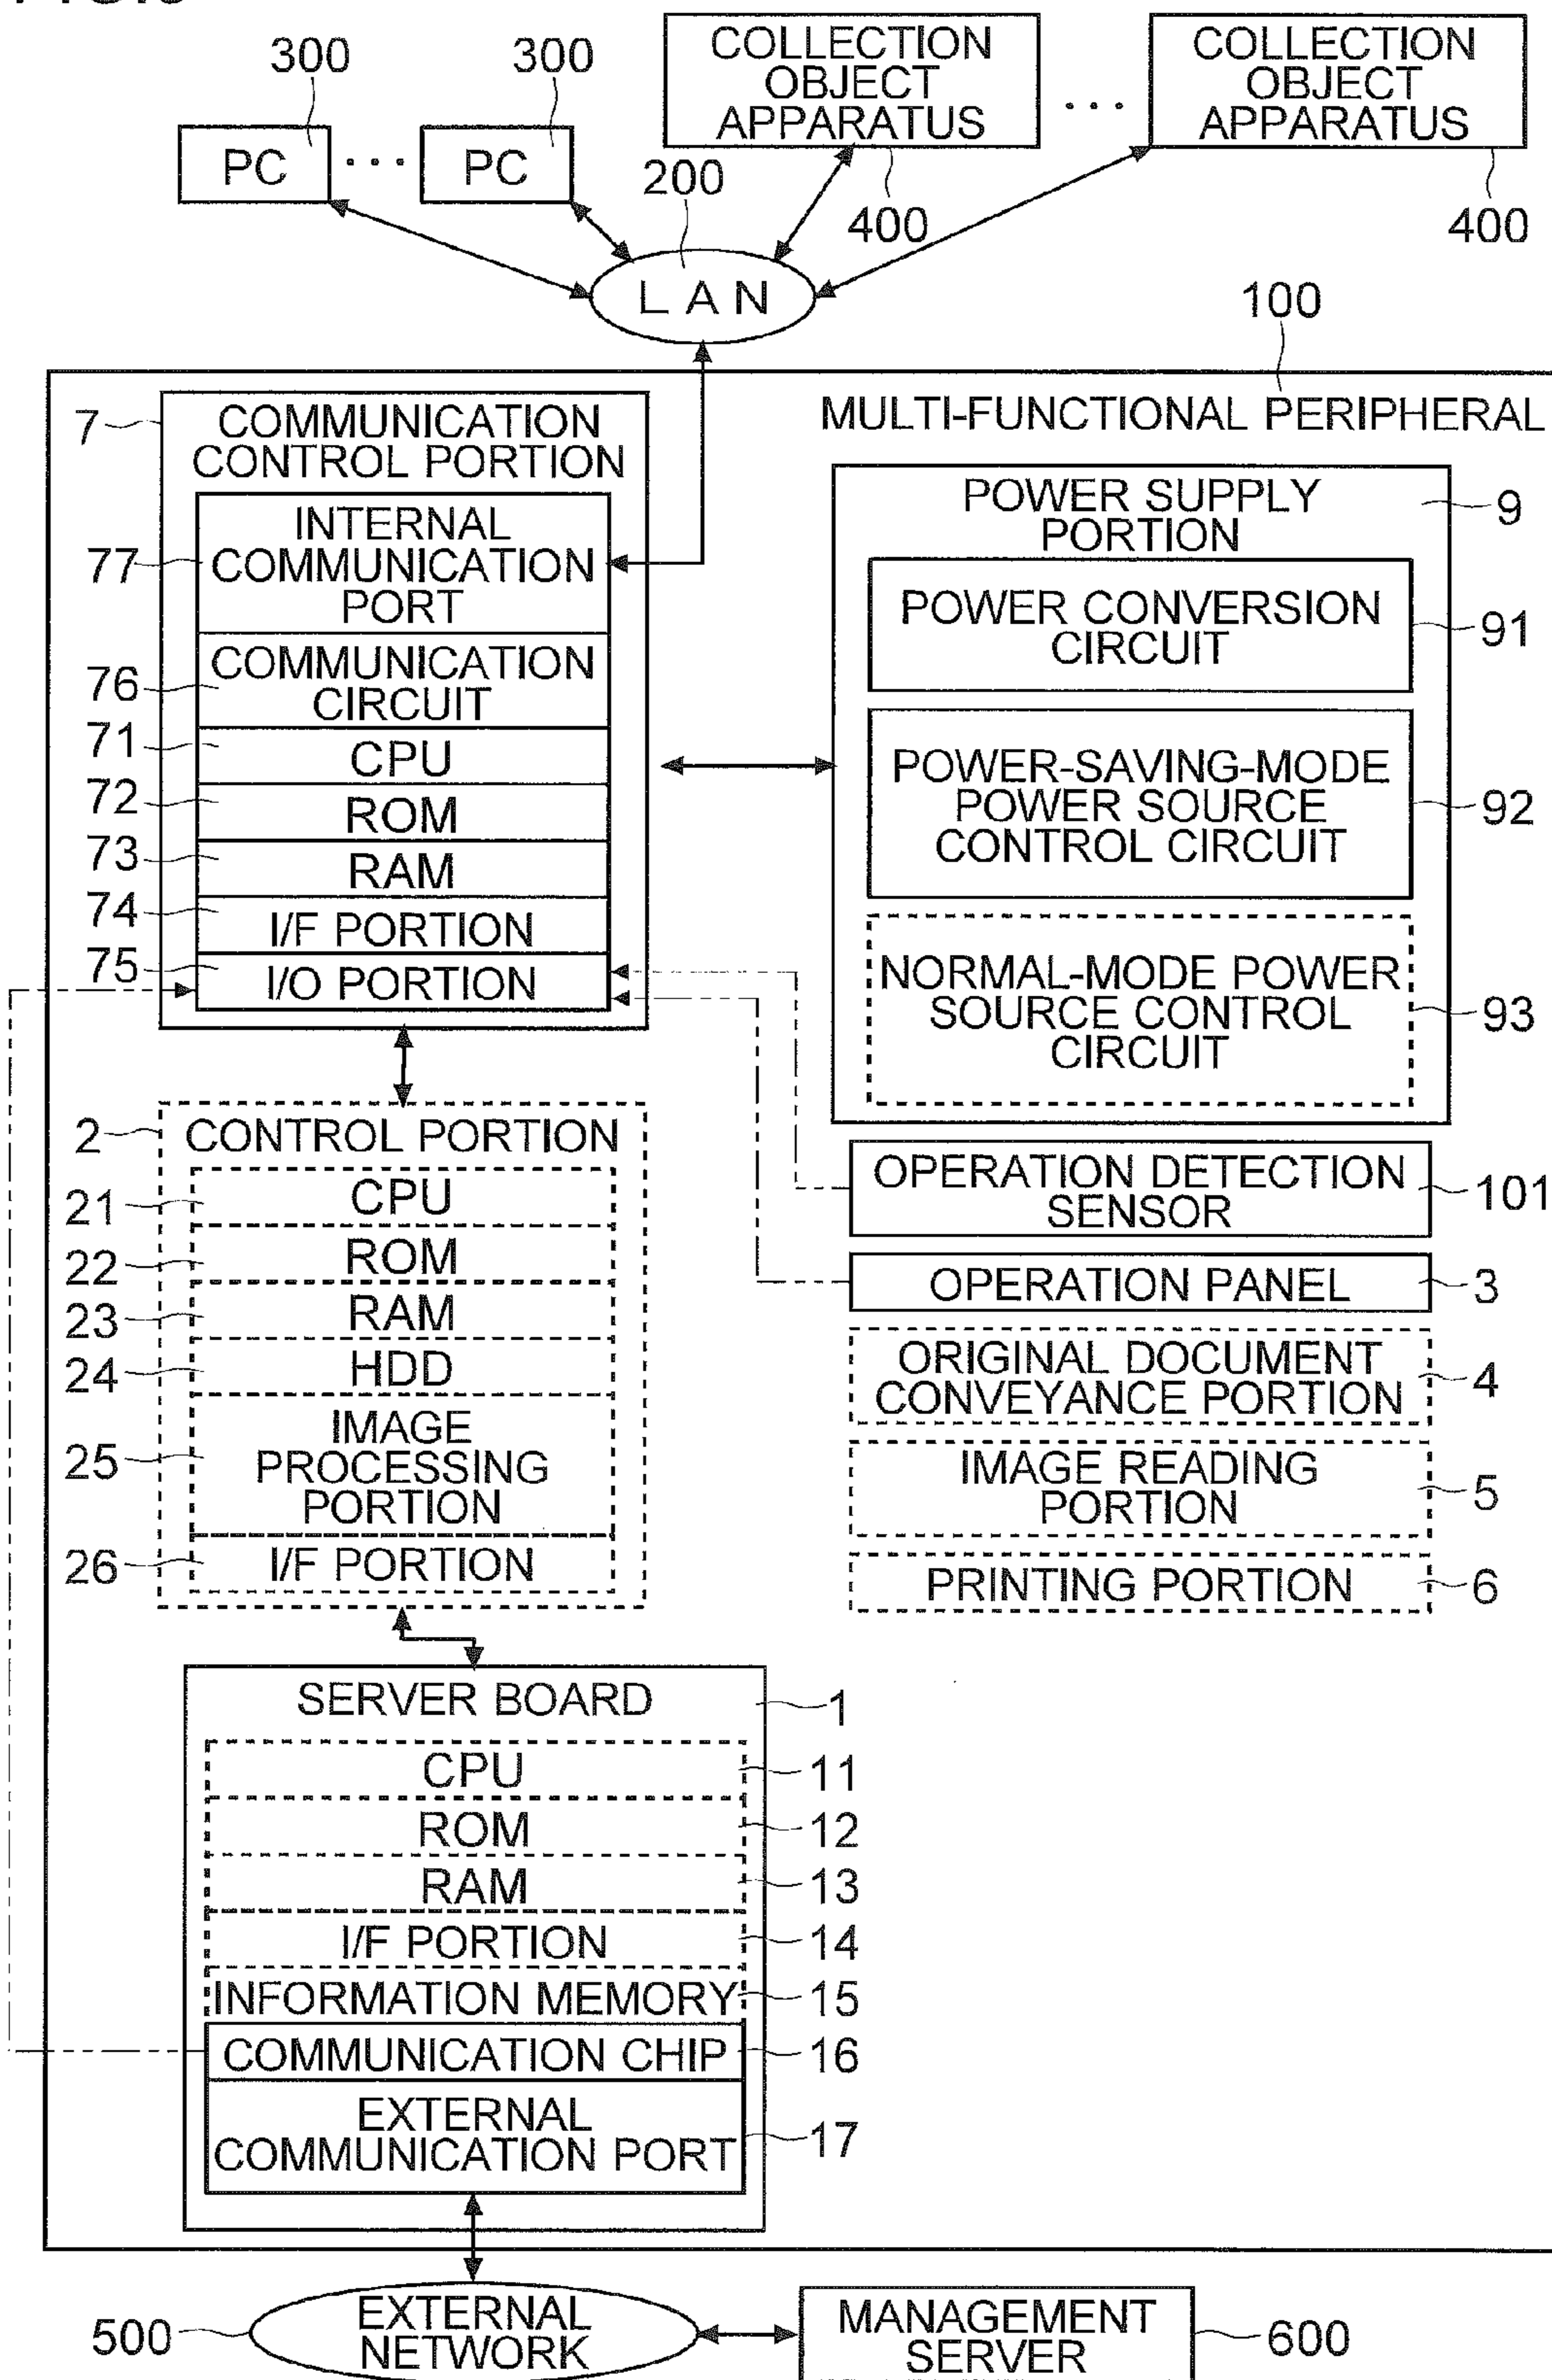 300
300
COLLECTION
OBJECT
APPARATUS
COLLECTION
OBJECT
APPARATUS
PC
...
PC
...
200
400
400
LAN
100
MULTI-FUNCTIONAL PERIPHERAL
7
COMMUNICATION
CONTROL PORTION
77
INTERNAL
COMMUNICATION
PORT
76
COMMUNICATION
CIRCUIT
71
CPU
72
ROM
73
RAM
74
I/F PORTION
75
I/O PORTION
POWER SUPPLY
PORTION
9
POWER CONVERSION
CIRCUIT
91
POWER-SAVING-MODE
POWER SOURCE
CONTROL CIRCUIT
92
NORMAL-MODE POWER
SOURCE CONTROL
CIRCUIT
93
2
CONTROL PORTION
21
CPU
22
ROM
23
RAM
24
HDD
25
IMAGE
PROCESSING
PORTION
26
I/F PORTION
OPERATION DETECTION
SENSOR
101
OPERATION PANEL
3
ORIGINAL DOCUMENT
CONVEYANCE PORTION
4
IMAGE READING
PORTION
5
PRINTING PORTION
6
SERVER BOARD
1
CPU
11
ROM
12
RAM
13
I/F PORTION
14
INFORMATION MEMORY
15
COMMUNICATION CHIP
16
EXTERNAL
COMMUNICATION PORT
17
500
EXTERNAL
NETWORK
MANAGEMENT
SERVER
600